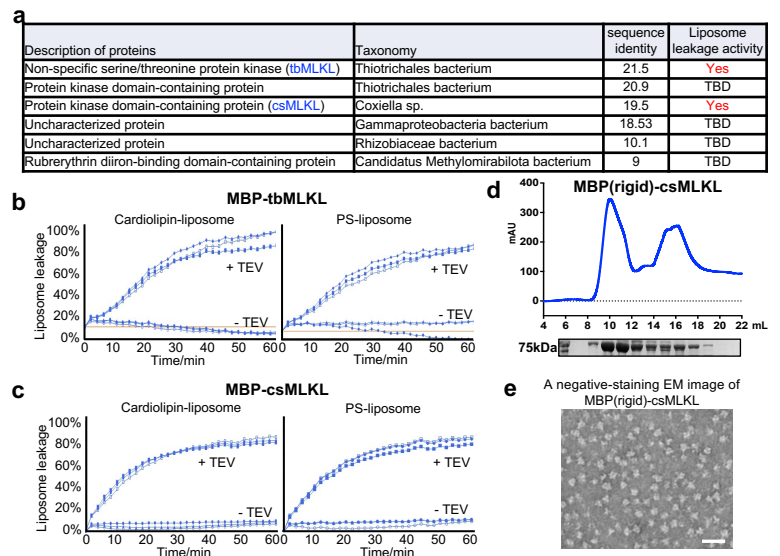 a
Description of proteins Taxonomy sequence identity Liposome leakage activity
Non-specific serine/threonine protein kinase (tbMLKL) Thiotrichales bacterium 21.5 Yes
Protein kinase domain-containing protein Thiotrichales bacterium 20.9 TBD
Protein kinase domain-containing protein (csMLKL) Coxiella sp. 19.5 Yes
Uncharacterized protein Gammaproteobacteria bacterium 18.53 TBD
Uncharacterized protein Rhizobiaceae bacterium 10.1 TBD
Rubrerythrin diiron-binding domain-containing protein Candidatus Methylomirabilota bacterium 9 TBD
b
MBP-tbMLKL
Cardiolipin-liposome PS-liposome
Liposome leakage
100%
80%
60%
40%
20%
0%
+ TEV
- TEV
+ TEV
- TEV
0 10 20 30 40 50 60 0 10 20 30 40 50 60
Time/min Time/min
c
MBP-csMLKL
Cardiolipin-liposome PS-liposome
Liposome leakage
100%
80%
60%
40%
20%
0%
+ TEV
- TEV
+ TEV
- TEV
0 10 20 30 40 50 60 0 10 20 30 40 50 60
Time/min Time/min
d
MBP(rigid)-csMLKL
mAU
400
300
200
100
0
4 6 8 10 12 14 16 18 20 22 mL
75kDa
e
A negative-staining EM image of
MBP(rigid)-csMLKL